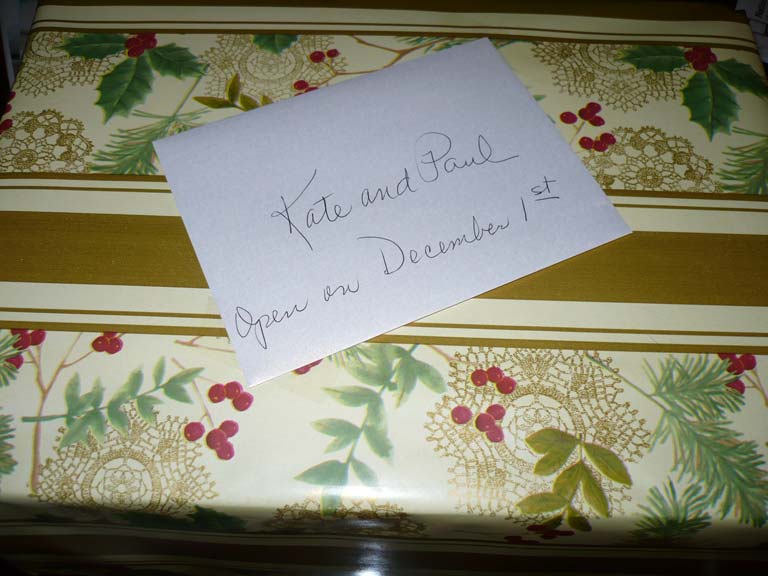 Kate and Paul
Open on December 1st